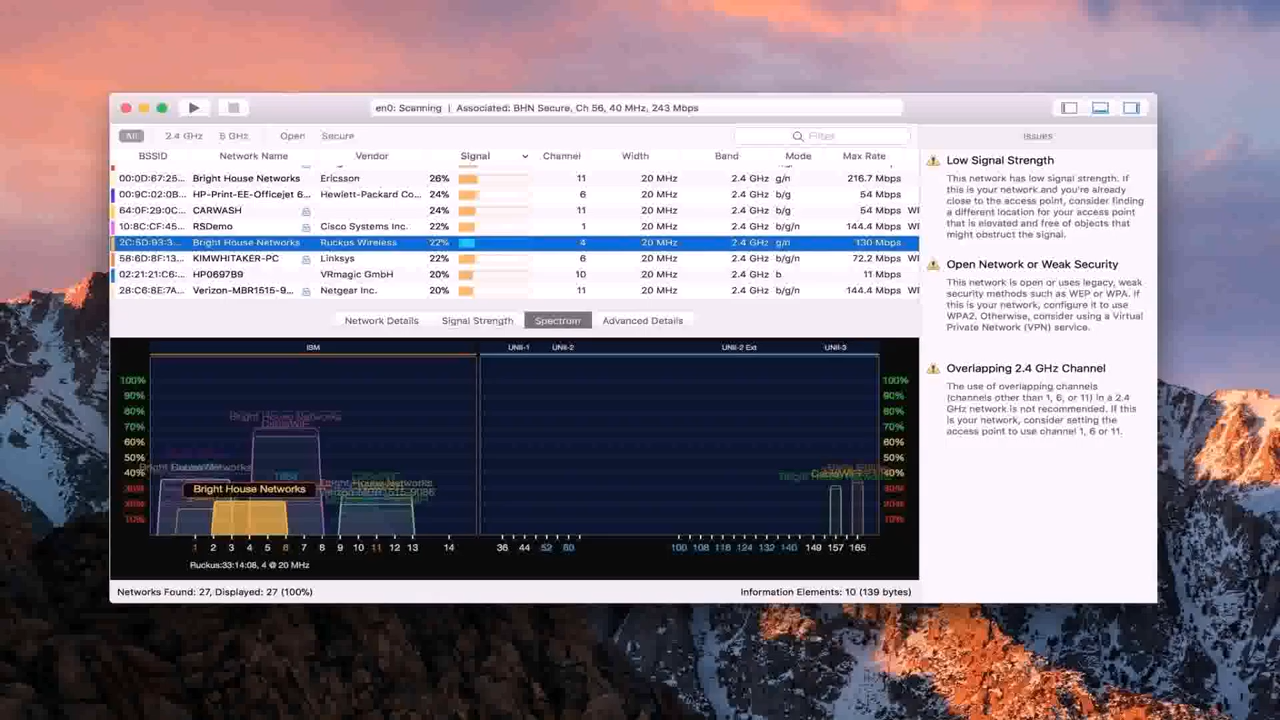 en0: Scanning | Associated: BHN Secure, Ch 56, 40 MHz, 243 Mbps
All 2.4 GHz 5 GHz Open Secure Filter Issues
BSSID Network Name Vendor Signal Channel Width Band Mode Max Rate
00:0D:67:25... Bright House Networks Ericsson 26% 11 20 MHz 2.4 GHz g/n 216.7 Mbps
00:9C:02:0B... HP-Print-EE-Officejet 6... Hewlett-Packard Co... 24% 6 20 MHz 2.4 GHz b/g 54 Mbps
64:0F:29:0C... CARWASH 24% 11 20 MHz 2.4 GHz b/g 54 Mbps
10:8C:CF:45:... RSDemo Cisco Systems Inc. 22% 1 20 MHz 2.4 GHz b/g/n 144.4 Mbps
2C:5D:93:3... Bright House Networks Ruckus Wireless 22% 4 20 MHz 2.4 GHz g/n 130 Mbps
58:6D:8F:13:... KIMWHITAKER-PC Linksys 22% 6 20 MHz 2.4 GHz b/g/n 72.2 Mbps
02:21:21:C6:... HP0697B9 VRmagic GmbH 20% 10 20 MHz 2.4 GHz b 11 Mbps
28:C6:8E:7A... Verizon-MBR1515-9... Netgear Inc. 20% 11 20 MHz 2.4 GHz b/g/n 144.4 Mbps
Low Signal Strength
This network has low signal strength. If
this is your network and you're already
close to the access point, consider finding
a different location for your access point
that is elevated and free of objects that
might obstruct the signal.
Open Network or Weak Security
This network is open or uses legacy, weak
security methods such as WEP or WPA. If
this is your network, configure it to use
WPA2. Otherwise, consider using a Virtual
Private Network (VPN) service.
Overlapping 2.4 GHz Channel
The use of overlapping channels
(channels other than 1, 6, or 11) in a 2.4
GHz network is not recommended. If this
is your network, consider setting the
access point to use channel 1, 6 or 11.
Network Details Signal Strength Spectrum Advanced Details
ISM UNII-1 UNII-2 UNII-2 Ext UNII-3
100% 100%
90% 90%
80% 80%
Bright House Networks
70% 70%
60% 60%
50% 50%
40% 40%
30% Bright House Networks 30%
20% 20%
10% 10%
1 2 3 4 5 6 7 8 9 10 11 12 13 14 36 44 52 60 100 108 116 124 132 140 149 157 165
Ruckus:33:14:08, 4 @ 20 MHz
Networks Found: 27, Displayed: 27 (100%) Information Elements: 10 (139 bytes)